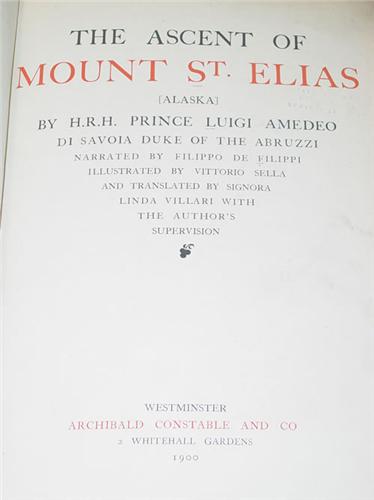 THE ASCENT OF
MOUNT ST. ELIAS
[ALASKA]
BY H.R.H. PRINCE LUIGI AMEDEO
DI SAVOIA DUKE OF THE ABRUZZI
NARRATED BY FILIPPO DE FILIPPI
ILLUSTRATED BY VITTORIO SELLA
AND TRANSLATED BY SIGNORA
LINDA VILLARI WITH
THE AUTHOR'S
SUPERVISION
WESTMINSTER
ARCHIBALD CONSTABLE AND CO
2 WHITEHALL GARDENS
1900